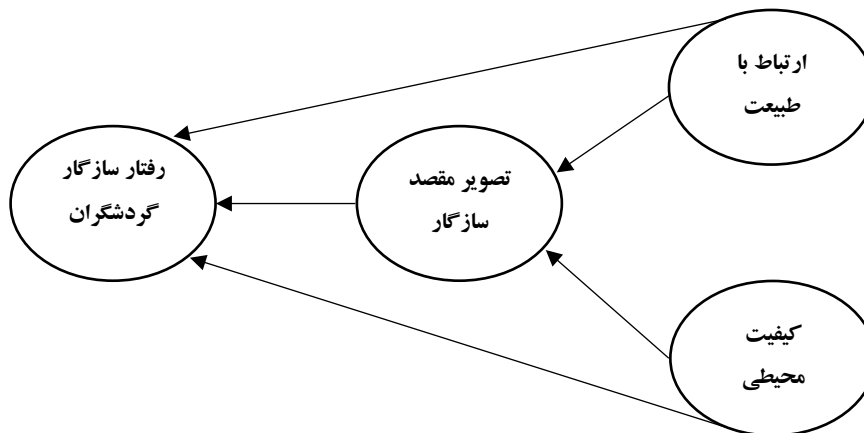 ارتباط با
طبیعت
تصویر مقصد
سازگار
رفتار سازگار
گردشگران
کیفیت
محیطی